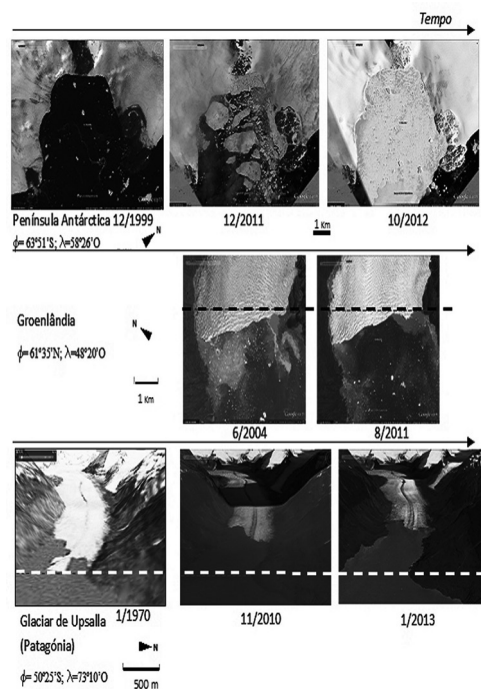 Tempo
Península Antárctica 12/1999
12/2011
10/2012
ϕ= 63°51'S; λ=58°26'O
N
1 Km
Groenlândia
N
ϕ=61°35'N; λ=48°20'O
1 Km
6/2004
8/2011
1/1970
11/2010
1/2013
Glaciar de Upsalla
(Patagónia)
N
ϕ= 50°25'S; λ=73°10'O
500 m